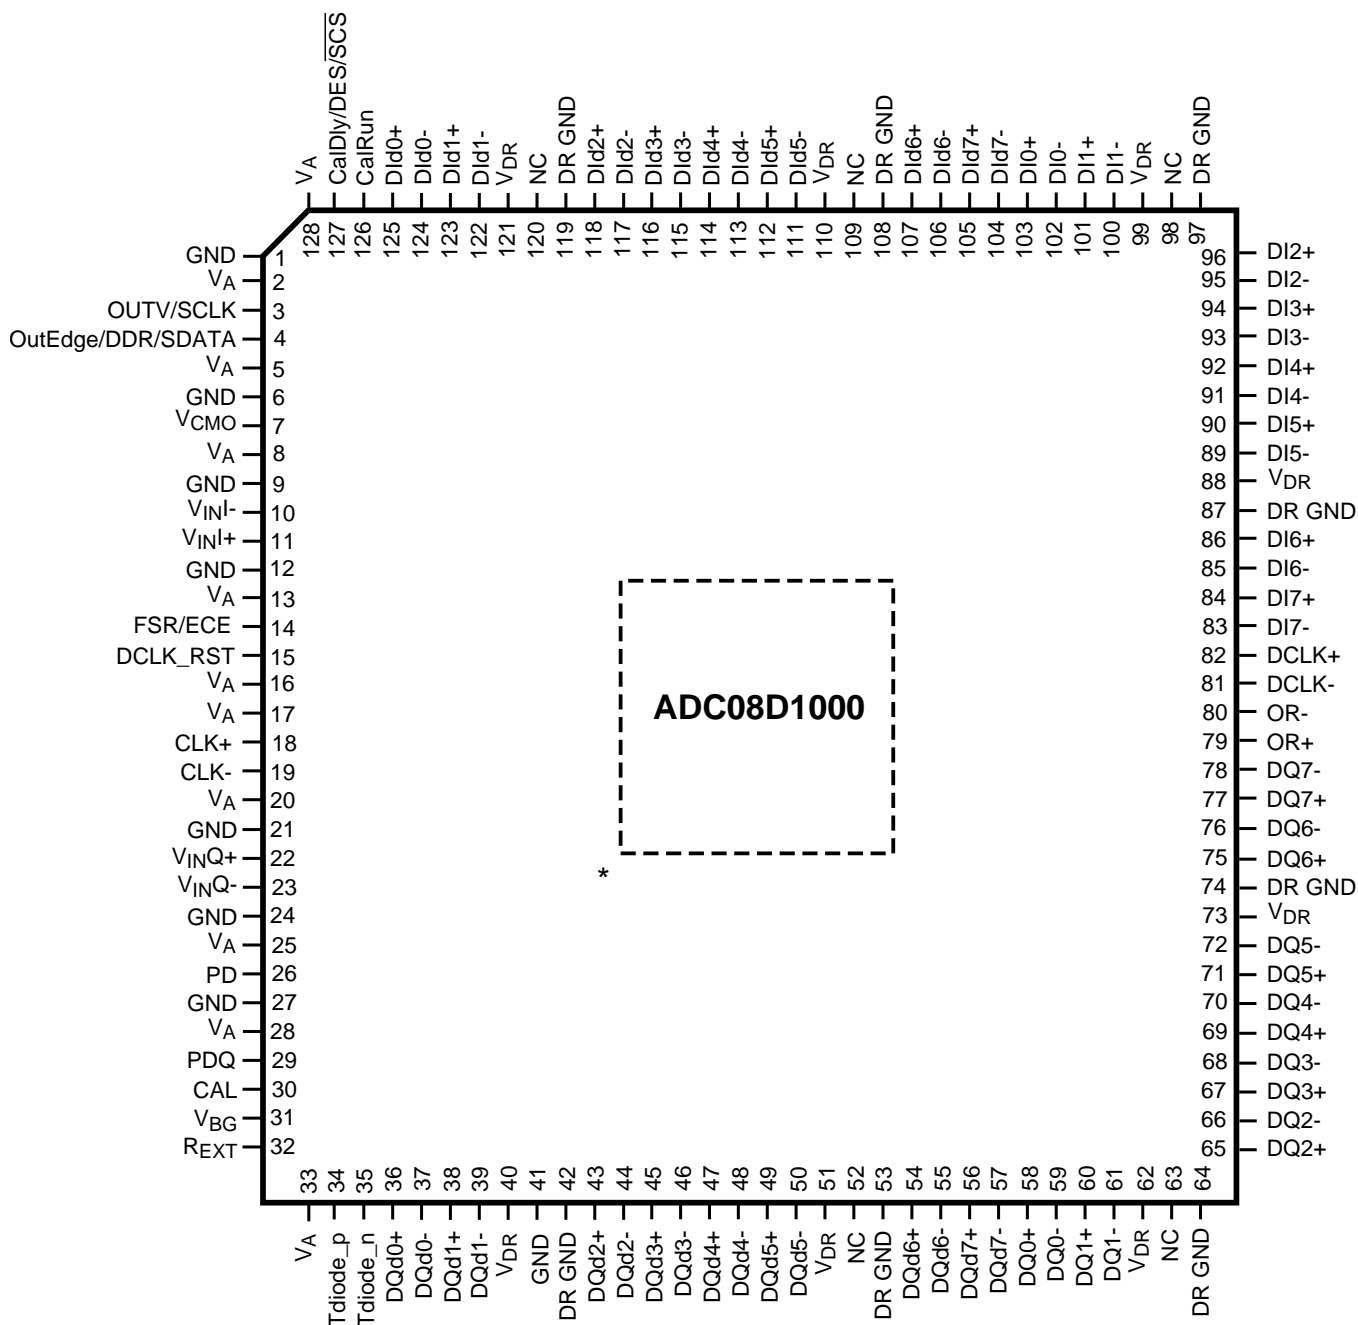 VA
CalDly/DES/SCS
CalRun
DId0+
DId0-
DId1+
DId1-
VDR
NC
DR GND
DId2+
DId2-
DId3+
DId3-
DId4+
DId4-
DId5+
DId5-
VDR
NC
DR GND
DId6+
DId6-
DId7+
DId7-
DI0+
DI0-
DI1+
DI1-
VDR
NC
DR GND
128
127
126
125
124
123
122
121
120
119
118
117
116
115
114
113
112
111
110
109
108
107
106
105
104
103
102
101
100
99
98
97
GND 1
VA 2
OUTV/SCLK 3
OutEdge/DDR/SDATA 4
VA 5
GND 6
VCMO 7
VA 8
GND 9
VINI- 10
VINI+ 11
GND 12
VA 13
FSR/ECE 14
DCLK_RST 15
VA 16
VA 17
CLK+ 18
CLK- 19
VA 20
GND 21
VINQ+ 22
VINQ- 23
GND 24
VA 25
PD 26
GND 27
VA 28
PDQ 29
CAL 30
VBG 31
REXT 32
ADC08D1000
*
96 DI2+
95 DI2-
94 DI3+
93 DI3-
92 DI4+
91 DI4-
90 DI5+
89 DI5-
88 VDR
87 DR GND
86 DI6+
85 DI6-
84 DI7+
83 DI7-
82 DCLK+
81 DCLK-
80 OR-
79 OR+
78 DQ7-
77 DQ7+
76 DQ6-
75 DQ6+
74 DR GND
73 VDR
72 DQ5-
71 DQ5+
70 DQ4-
69 DQ4+
68 DQ3-
67 DQ3+
66 DQ2-
65 DQ2+
33
34
35
36
37
38
39
40
41
42
43
44
45
46
47
48
49
50
51
52
53
54
55
56
57
58
59
60
61
62
63
64
VA
Tdiode_p
Tdiode_n
DQd0+
DQd0-
DQd1+
DQd1-
VDR
GND
DR GND
DQd2+
DQd2-
DQd3+
DQd3-
DQd4+
DQd4-
DQd5+
DQd5-
VDR
NC
DR GND
DQd6+
DQd6-
DQd7+
DQd7-
DQ0+
DQ0-
DQ1+
DQ1-
VDR
NC
DR GND